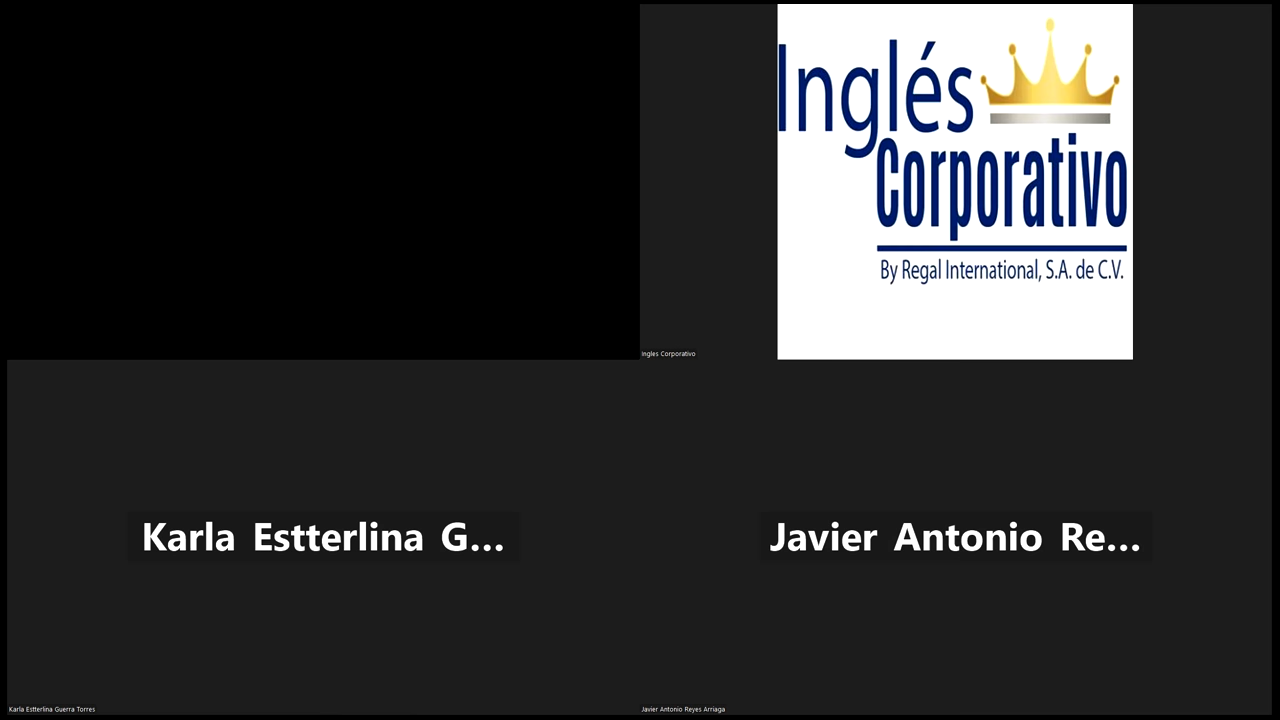 Inglés
Corporativo
By Regal International, S.A. de C.V.
Ingles Corporativo
Karla Estterlina G...
Javier Antonio Re...
Karla Estterlina Guerra Torres
Javier Antonio Reyes Arriaga